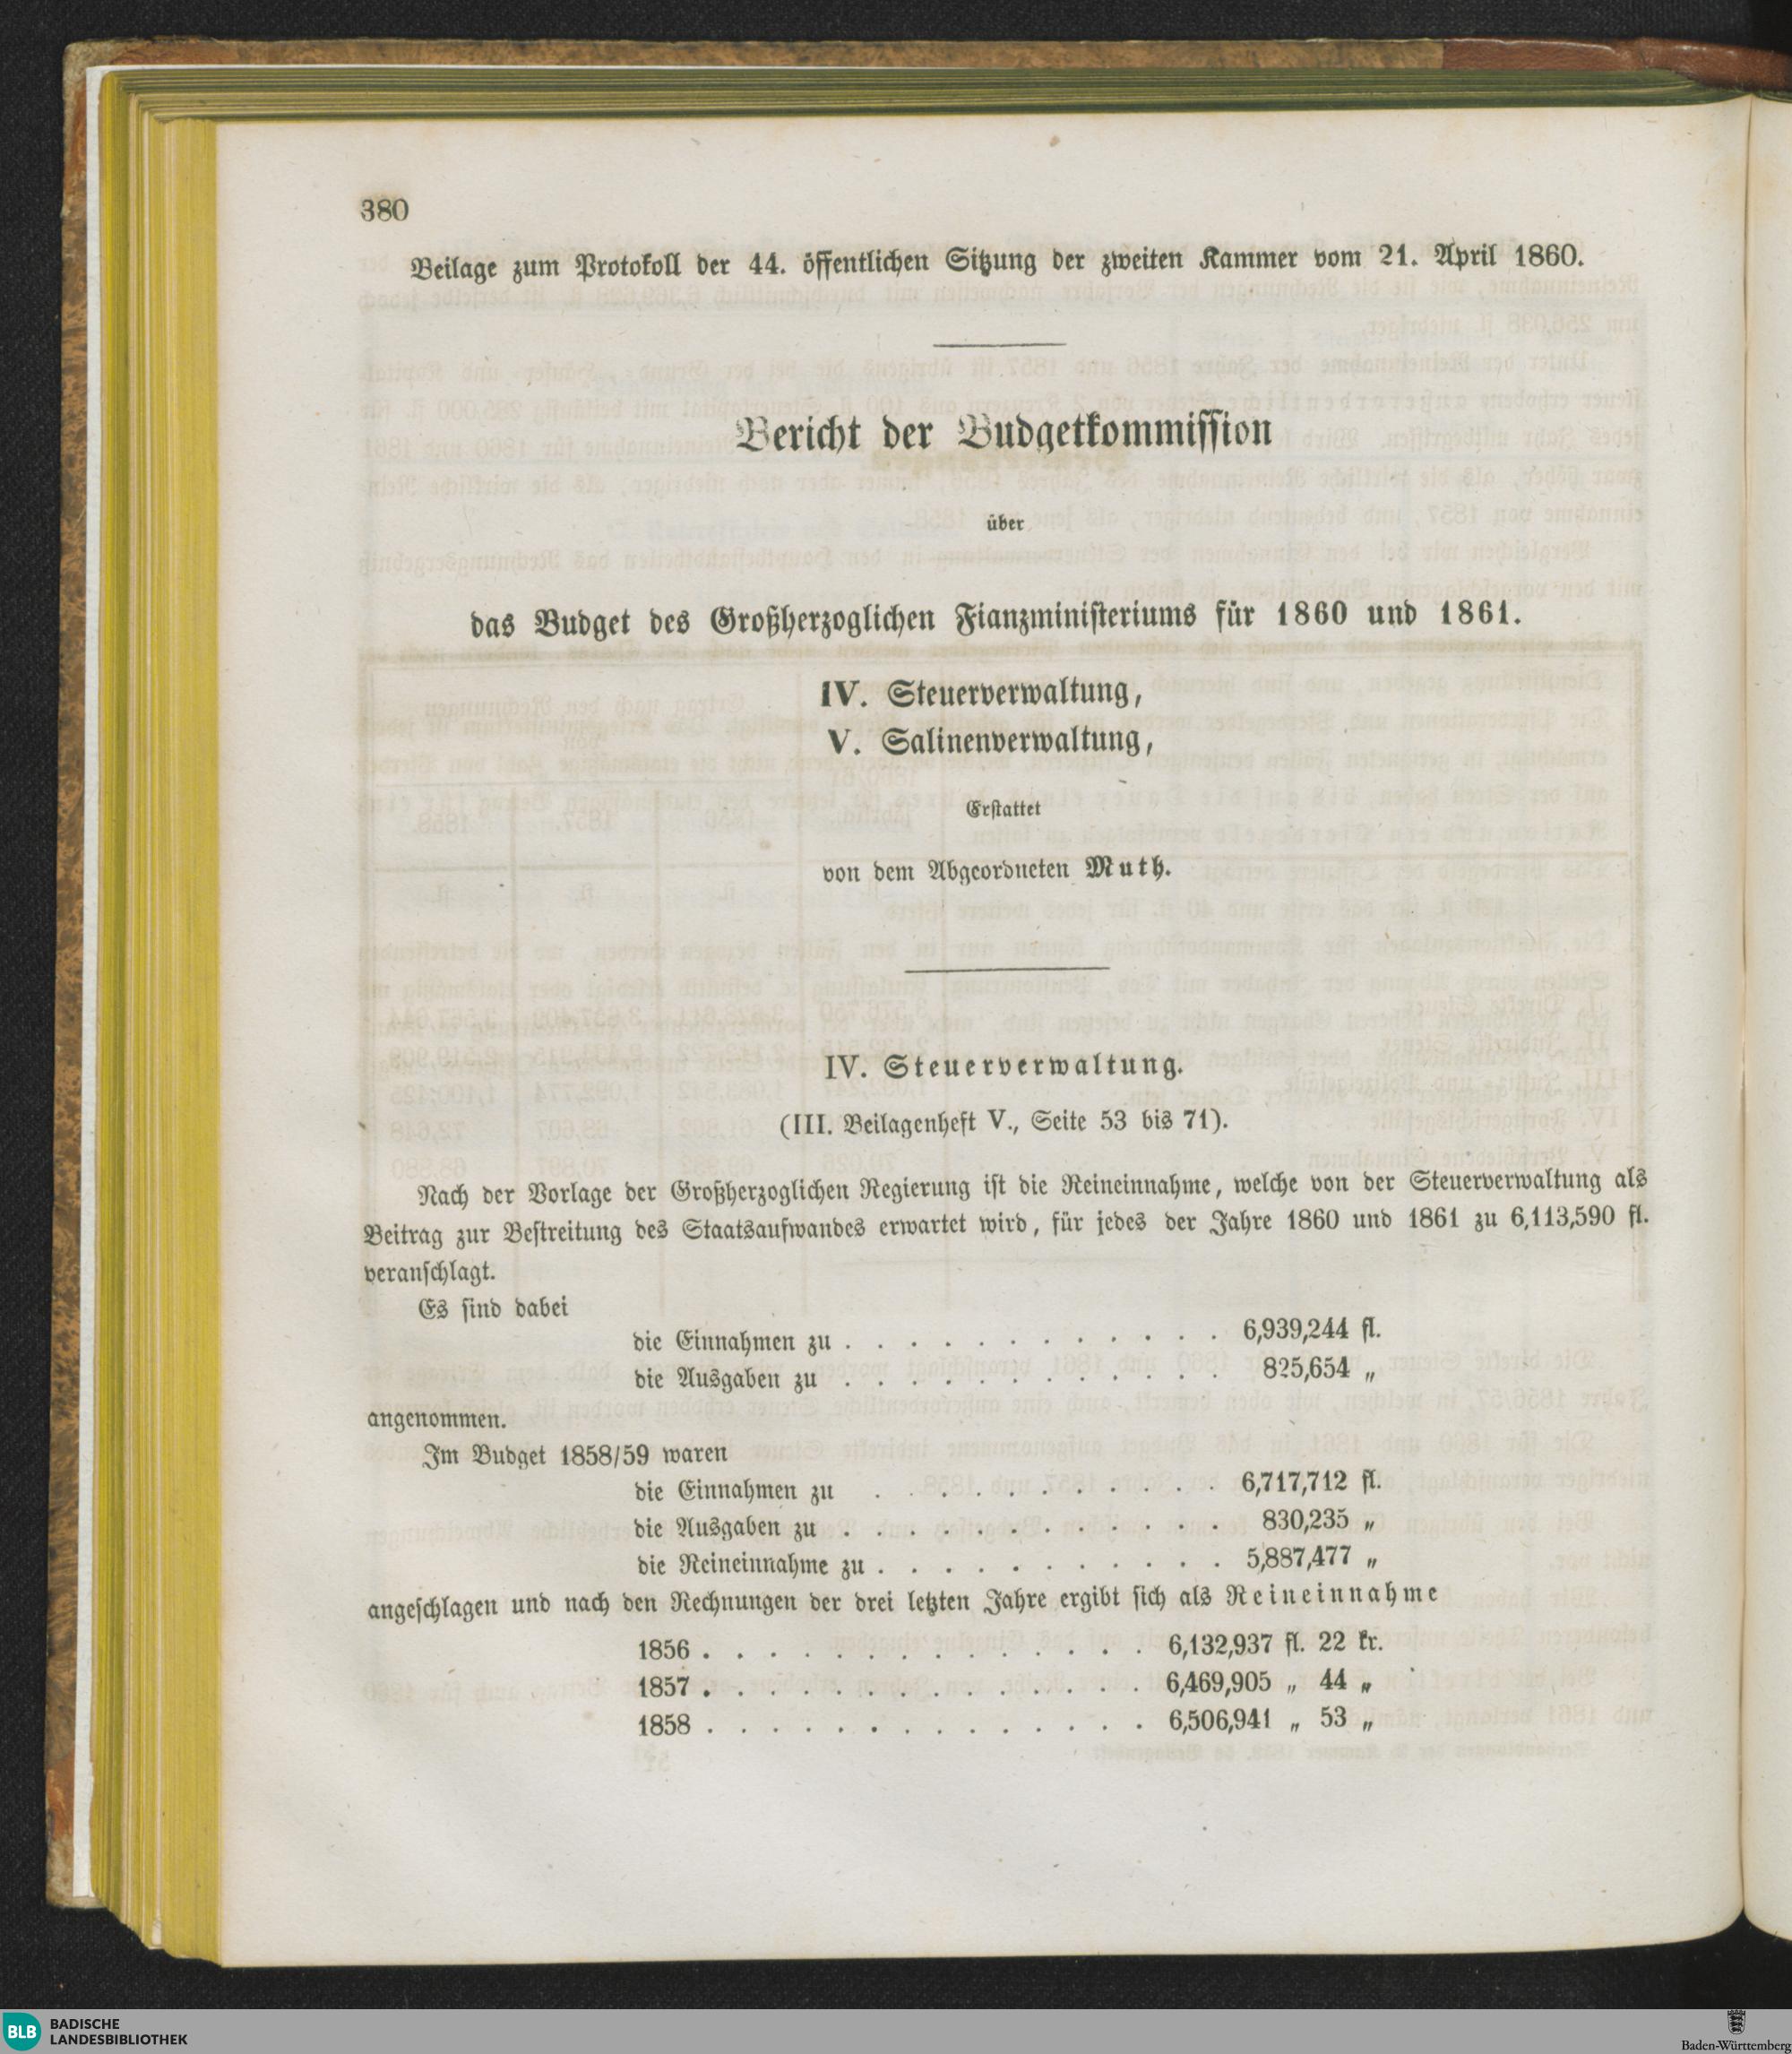 380
Beilage zum Protokoll der 44. öffentlichen Sitzung der zweiten Kammer vom 21. April 1860.
Bericht der Budgetkommission
über
das Budget des Großherzoglichen Fianzministeriums für 1860 und 1861.
IV. Steuerverwaltung,
V. Salinenverwaltung,
Erstattet
von dem Abgeordneten Muth.
IV. Steuerverwaltung.
(III. Beilagenheft V., Seite 53 bis 71).
Nach der Vorlage der Großherzoglichen Regierung ist die Reineinnahme, welche von der Steuerverwaltung als
Beitrag zur Bestreitung des Staatsaufwandes erwartet wird, für jedes der Jahre 1860 und 1861 zu 6,113,590 fl.
veranschlagt.
Es sind dabei
die Einnahmen zu . . . . . . . . . . . . 6,939,244 fl.
die Ausgaben zu . . . . . . . . . . . . 825,654 „
angenommen.
Im Budget 1858/59 waren
die Einnahmen zu . . . . . . . . . . . 6,717,712 fl.
die Ausgaben zu . . . . . . . . . . . . 830,235 „
die Reineinnahme zu . . . . . . . . . . . 5,887,477 „
angeschlagen und nach den Rechnungen der drei letzten Jahre ergibt sich als Reineinnahme
1856 . . . . . . . . . . . . . . 6,132,937 fl. 22 kr.
1857 . . . . . . . . . . . . . . 6,469,905 „ 44 „
1858 . . . . . . . . . . . . . . 6,506,941 „ 53 „
BLB BADISCHE
LANDESBIBLIOTHEK
Baden-Württemberg